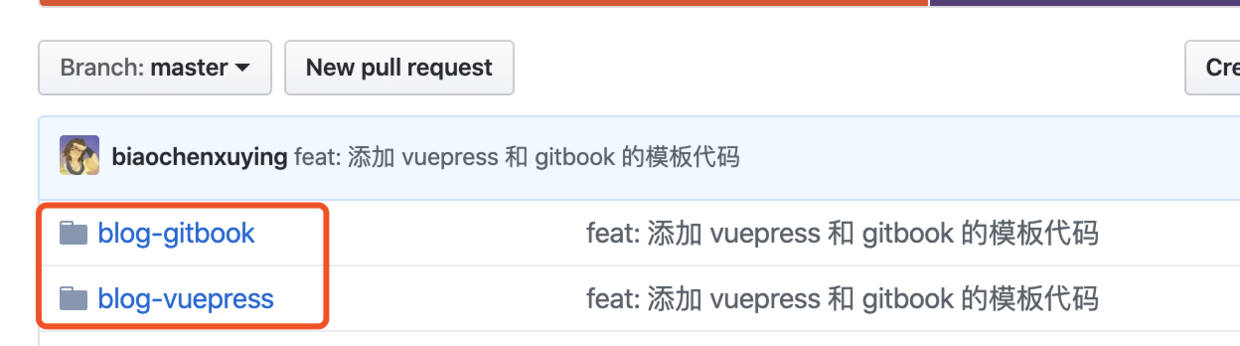 Branch: master New pull request Cre
biaochenxuying feat: 添加 vuepress 和 gitbook 的模板代码
blog-gitbook feat: 添加 vuepress 和 gitbook 的模板代码
blog-vuepress feat: 添加 vuepress 和 gitbook 的模板代码